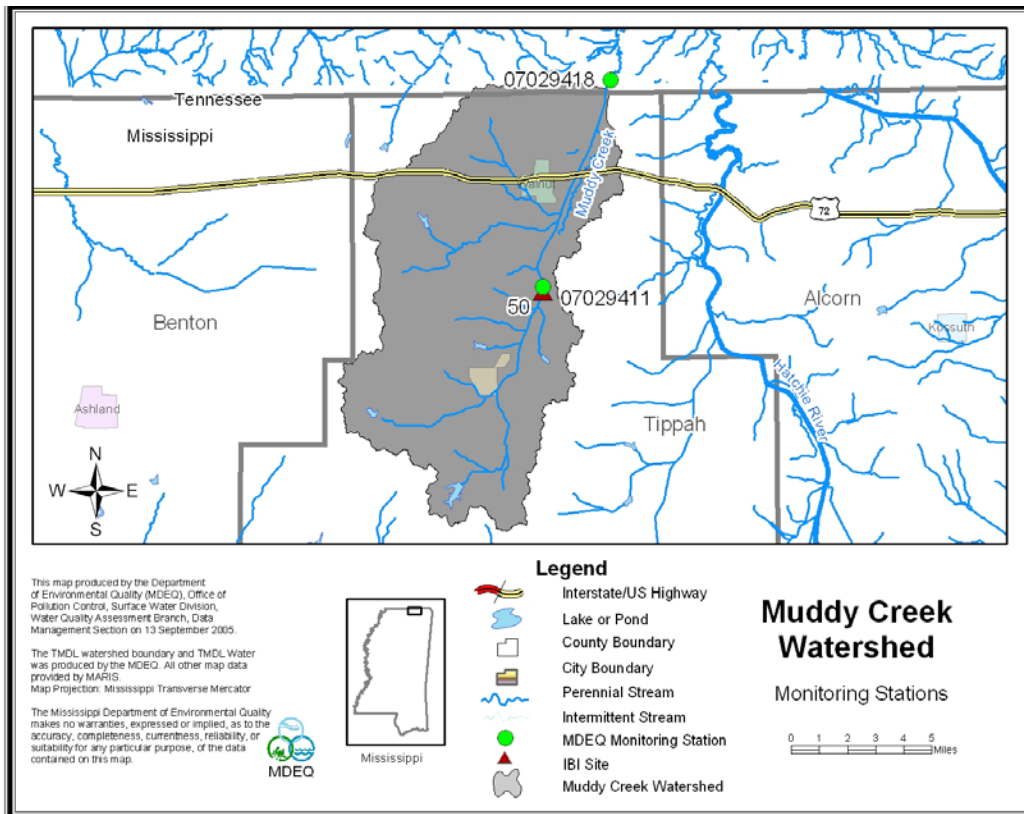 07029418
Tennessee
Mississippi
Muddy Creek
Walnut
72
50
07029411
Benton
Alcorn
Kossuth
Ashland
Hatchie River
Tippah
N
W E
S
This map produced by the Department
of Environmental Quality (MDEQ), Office of
Pollution Control, Surface Water Division,
Water Quality Assessment Branch, Data
Management Section on 13 September 2005.
The TMDL watershed boundary and TMDL Water
was produced by the MDEQ. All other map data
provided by MARIS.
Map Projection: Mississippi Transverse Mercator
The Mississippi Department of Environmental Quality
makes no warranties, expressed or implied, as to the
accuracy, completeness, currentness, reliability, or
suitability for any particular purpose, of the data
contained on this map.
MDEQ
Mississippi
Legend
Interstate/US Highway
Lake or Pond
County Boundary
City Boundary
Perennial Stream
Intermittent Stream
MDEQ Monitoring Station
IBI Site
Muddy Creek Watershed
Muddy Creek
Watershed
Monitoring Stations
0 1 2 3 4 5
Miles